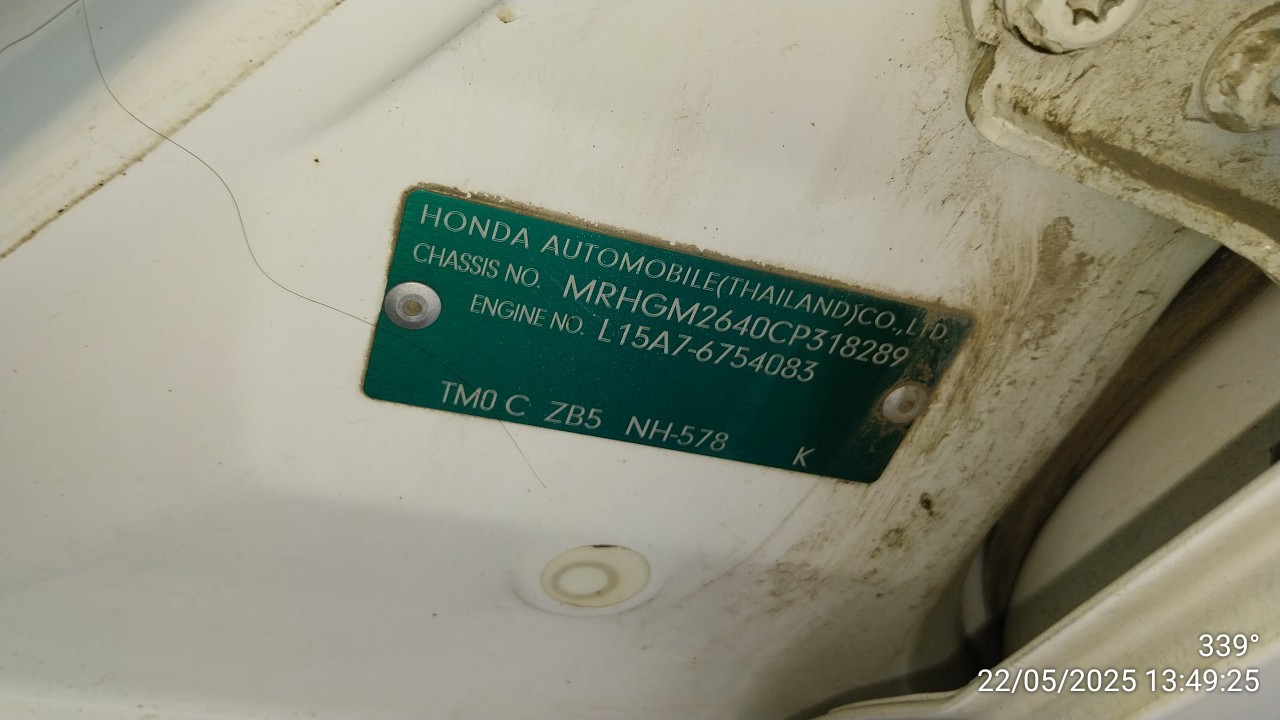 HONDA AUTOMOBILE(THAILAND)CO.,LTD.
CHASSIS NO. MRHGM2640CP318289
ENGINE NO. L15A7-6754083
TM0 C ZB5 NH-578 K
339°
22/05/2025 13:49:25